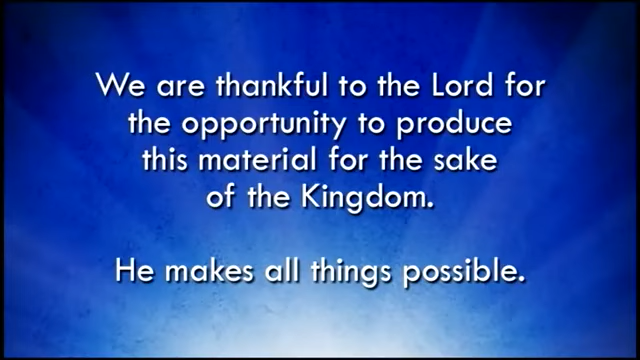 We are thankful to the Lord for
the opportunity to produce
this material for the sake
of the Kingdom.
He makes all things possible.